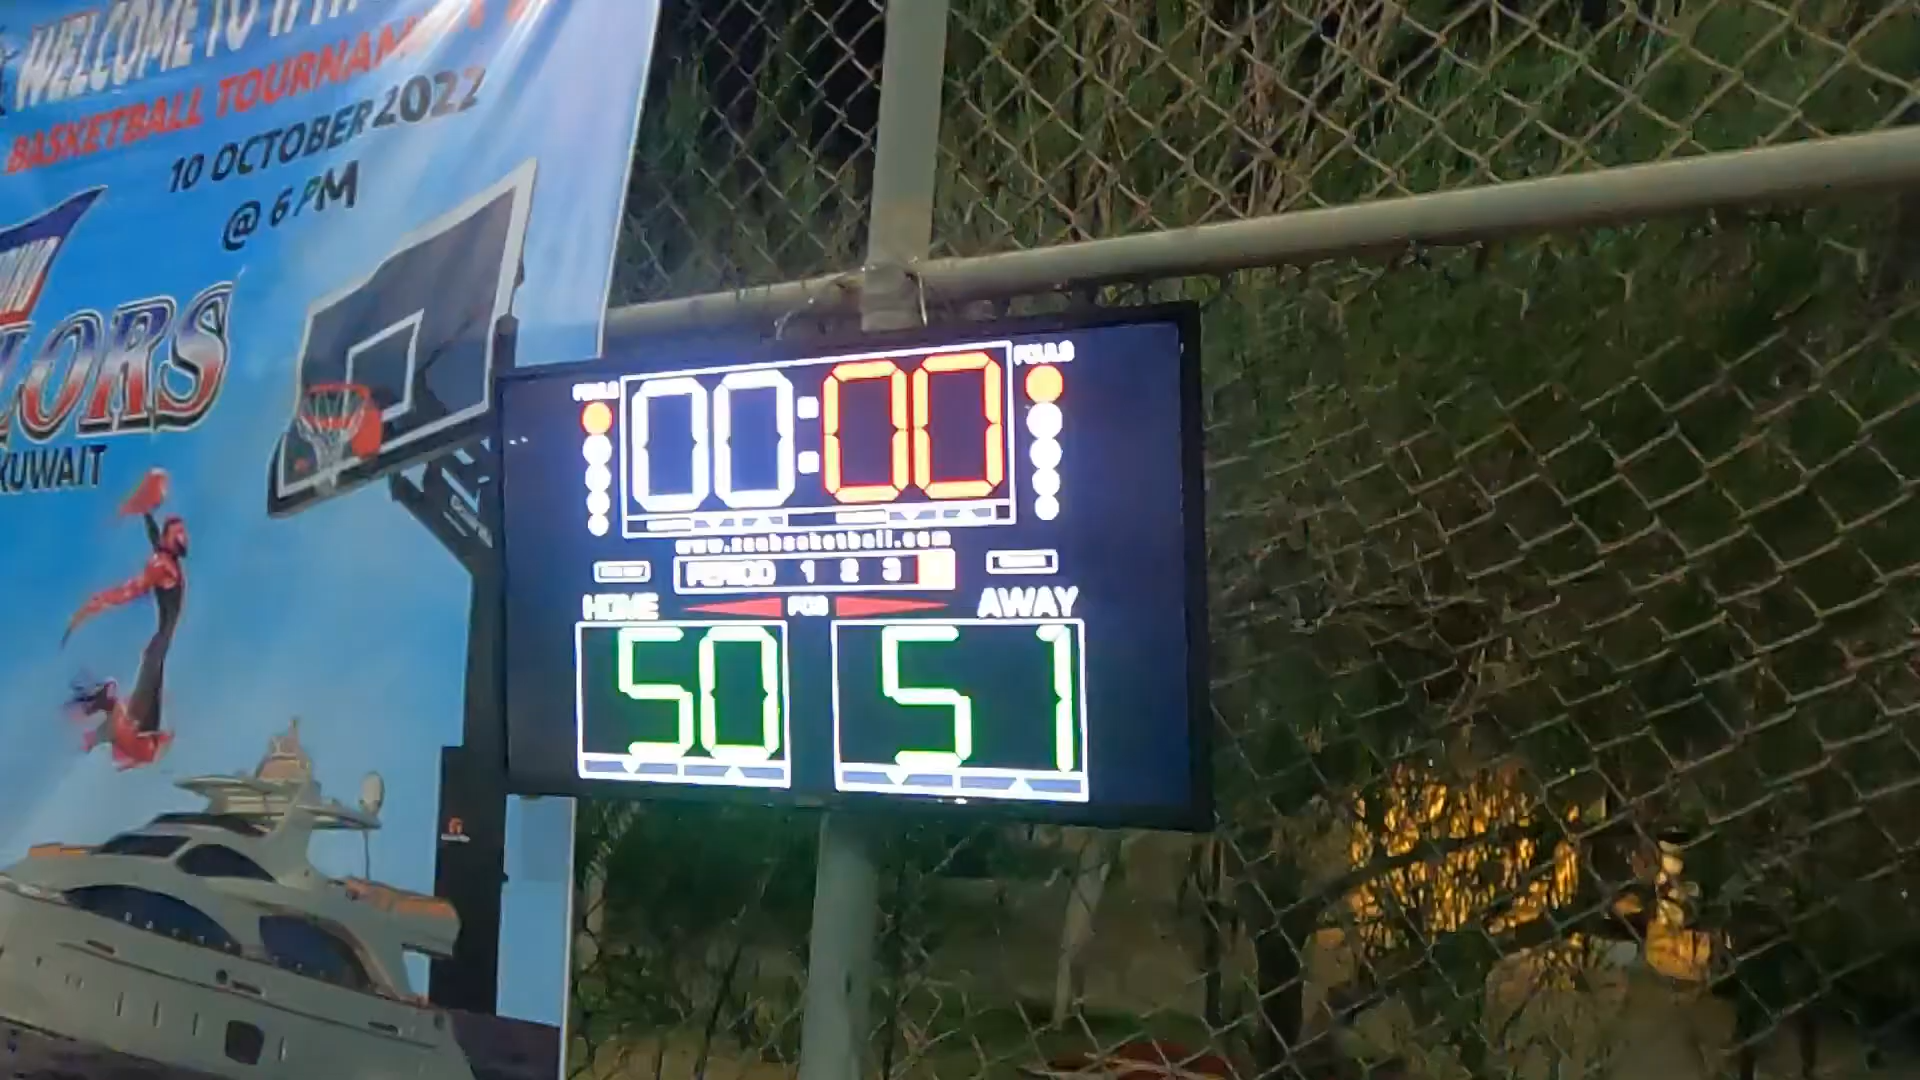 WELCOME TO
BASKETBALL TOURNAMENT
10 OCTOBER 2022
@ 6 PM
LORS
KUWAIT
FOULS
00:00
FOULS
PERIOD 1 2 3
HOME
POS
AWAY
50
51